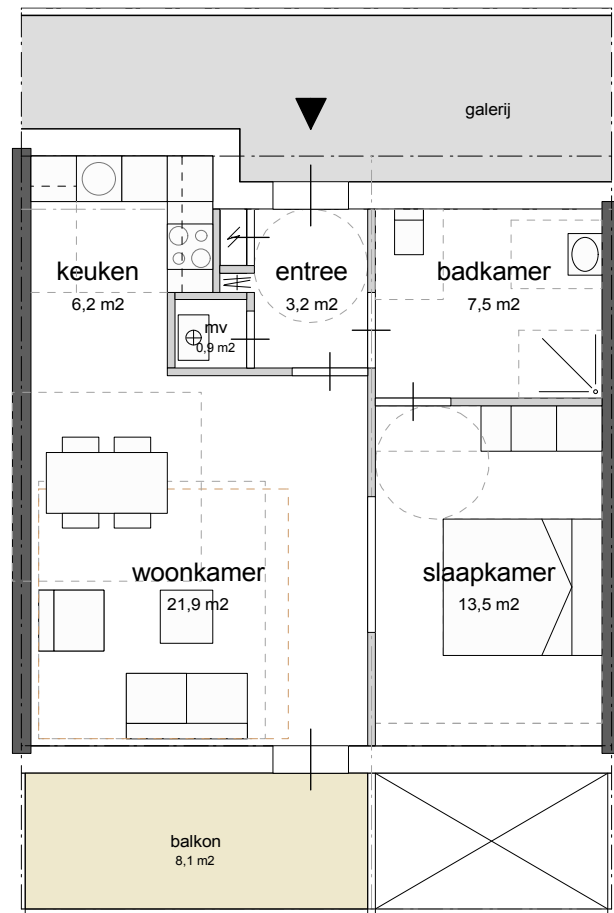 galerij
keuken
6,2 m2
entree
3,2 m2
badkamer
7,5 m2
mv
0,9 m2
woonkamer
21,9 m2
slaapkamer
13,5 m2
balkon
8,1 m2